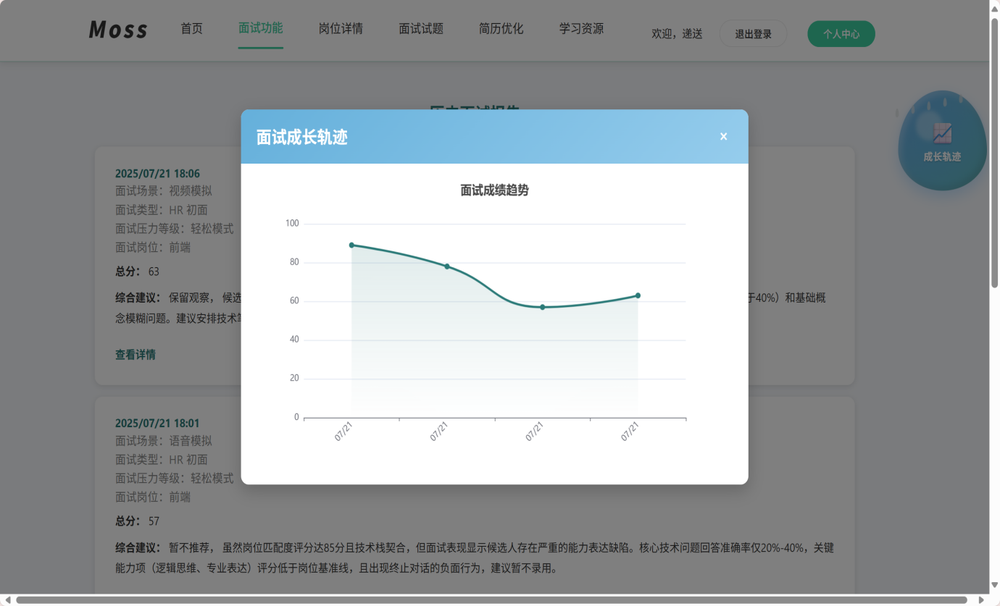 Moss
首页
面试功能
岗位详情
面试试题
简历优化
学习资源
欢迎，递送
退出登录
个人中心
成长轨迹
2025/07/21 18:06
面试场景：视频模拟
面试类型：HR 初面
面试压力等级：轻松模式
面试岗位：前端
总分： 63
综合建议： 保留观察， 候选
于40%）和基础概
念模糊问题。建议安排技术
查看详情
面试成长轨迹
×
面试成绩趋势
100
80
60
40
20
0
07/21
07/21
07/21
07/21
2025/07/21 18:01
面试场景：语音模拟
面试类型：HR 初面
面试压力等级：轻松模式
面试岗位：前端
总分： 57
综合建议： 暂不推荐， 虽然岗位匹配度评分达85分且技术栈契合，但面试表现显示候选人存在严重的能力表达缺陷。核心技术问题回答准确率仅20%-40%，关键
能力项（逻辑思维、专业表达）评分低于岗位基准线，且出现终止对话的负面行为，建议暂不录用。